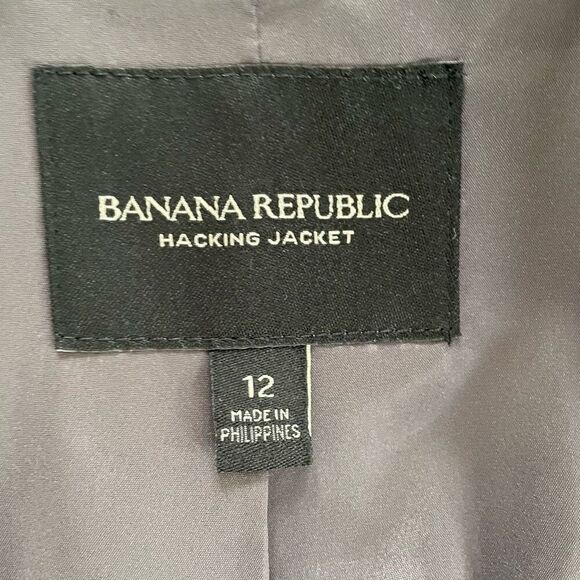 BANANA REPUBLIC
HACKING JACKET
12
MADE IN
PHILIPPINES